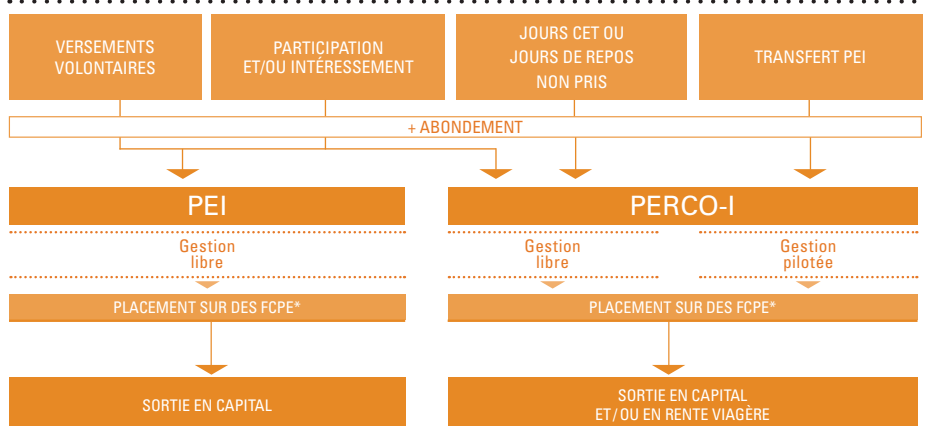 VERSEMENTS
VOLONTAIRES
PARTICIPATION
ET/OU INTÉRESSEMENT
JOURS CET OU
JOURS DE REPOS
NON PRIS
TRANSFERT PEI
+ ABONDEMENT
PEI
PERCO-I
Gestion
libre
Gestion
libre
Gestion
pilotée
PLACEMENT SUR DES FCPE*
PLACEMENT SUR DES FCPE*
SORTIE EN CAPITAL
SORTIE EN CAPITAL
ET/OU EN RENTE VIAGÈRE